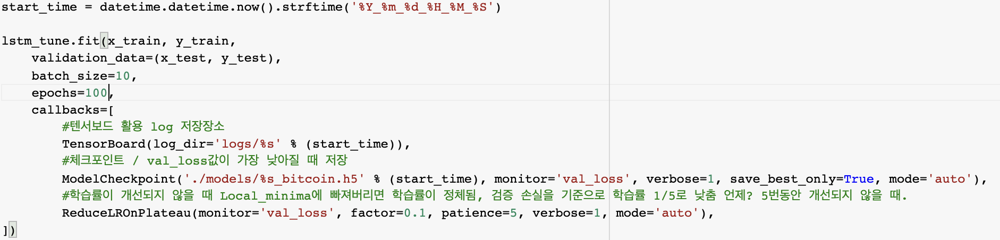 start_time = datetime.datetime.now().strftime('%Y_%m_%d_%H_%M_%S')
lstm_tune.fit(x_train, y_train,
    validation_data=(x_test, y_test),
    batch_size=10,
    epochs=100,
    callbacks=[
        #텐서보드 활용 log 저장장소
        TensorBoard(log_dir='logs/%s' % (start_time)),
        #체크포인트 / val_loss값이 가장 낮아질 때 저장
        ModelCheckpoint('./models/%s_bitcoin.h5' % (start_time), monitor='val_loss', verbose=1, save_best_only=True, mode='auto'),
        #학습률이 개선되지 않을 때 Local_minima에 빠져버리면 학습률이 정체됨, 검증 손실을 기준으로 학습률 1/5로 낮춤 언제? 5번동안 개선되지 않을 때.
        ReduceLROnPlateau(monitor='val_loss', factor=0.1, patience=5, verbose=1, mode='auto'),
])